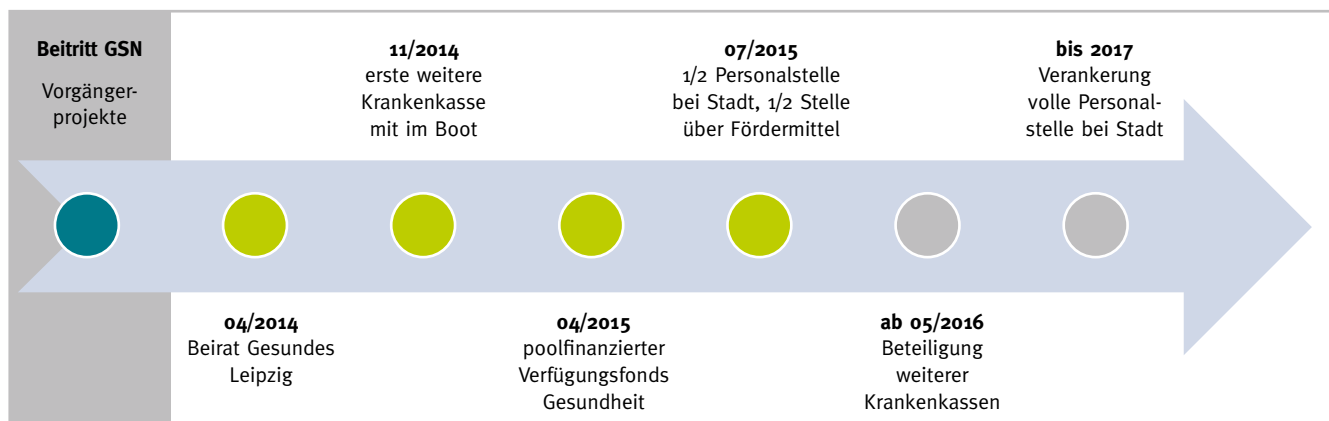 Beitritt GSN
Vorgänger-
projekte
11/2014
erste weitere
Krankenkasse
mit im Boot
07/2015
1/2 Personalstelle
bei Stadt, 1/2 Stelle
über Fördermittel
bis 2017
Verankerung
volle Personal-
stelle bei Stadt
04/2014
Beirat Gesundes
Leipzig
04/2015
poolfinanzierter
Verfügungsfonds
Gesundheit
ab 05/2016
Beteiligung
weiterer
Krankenkassen